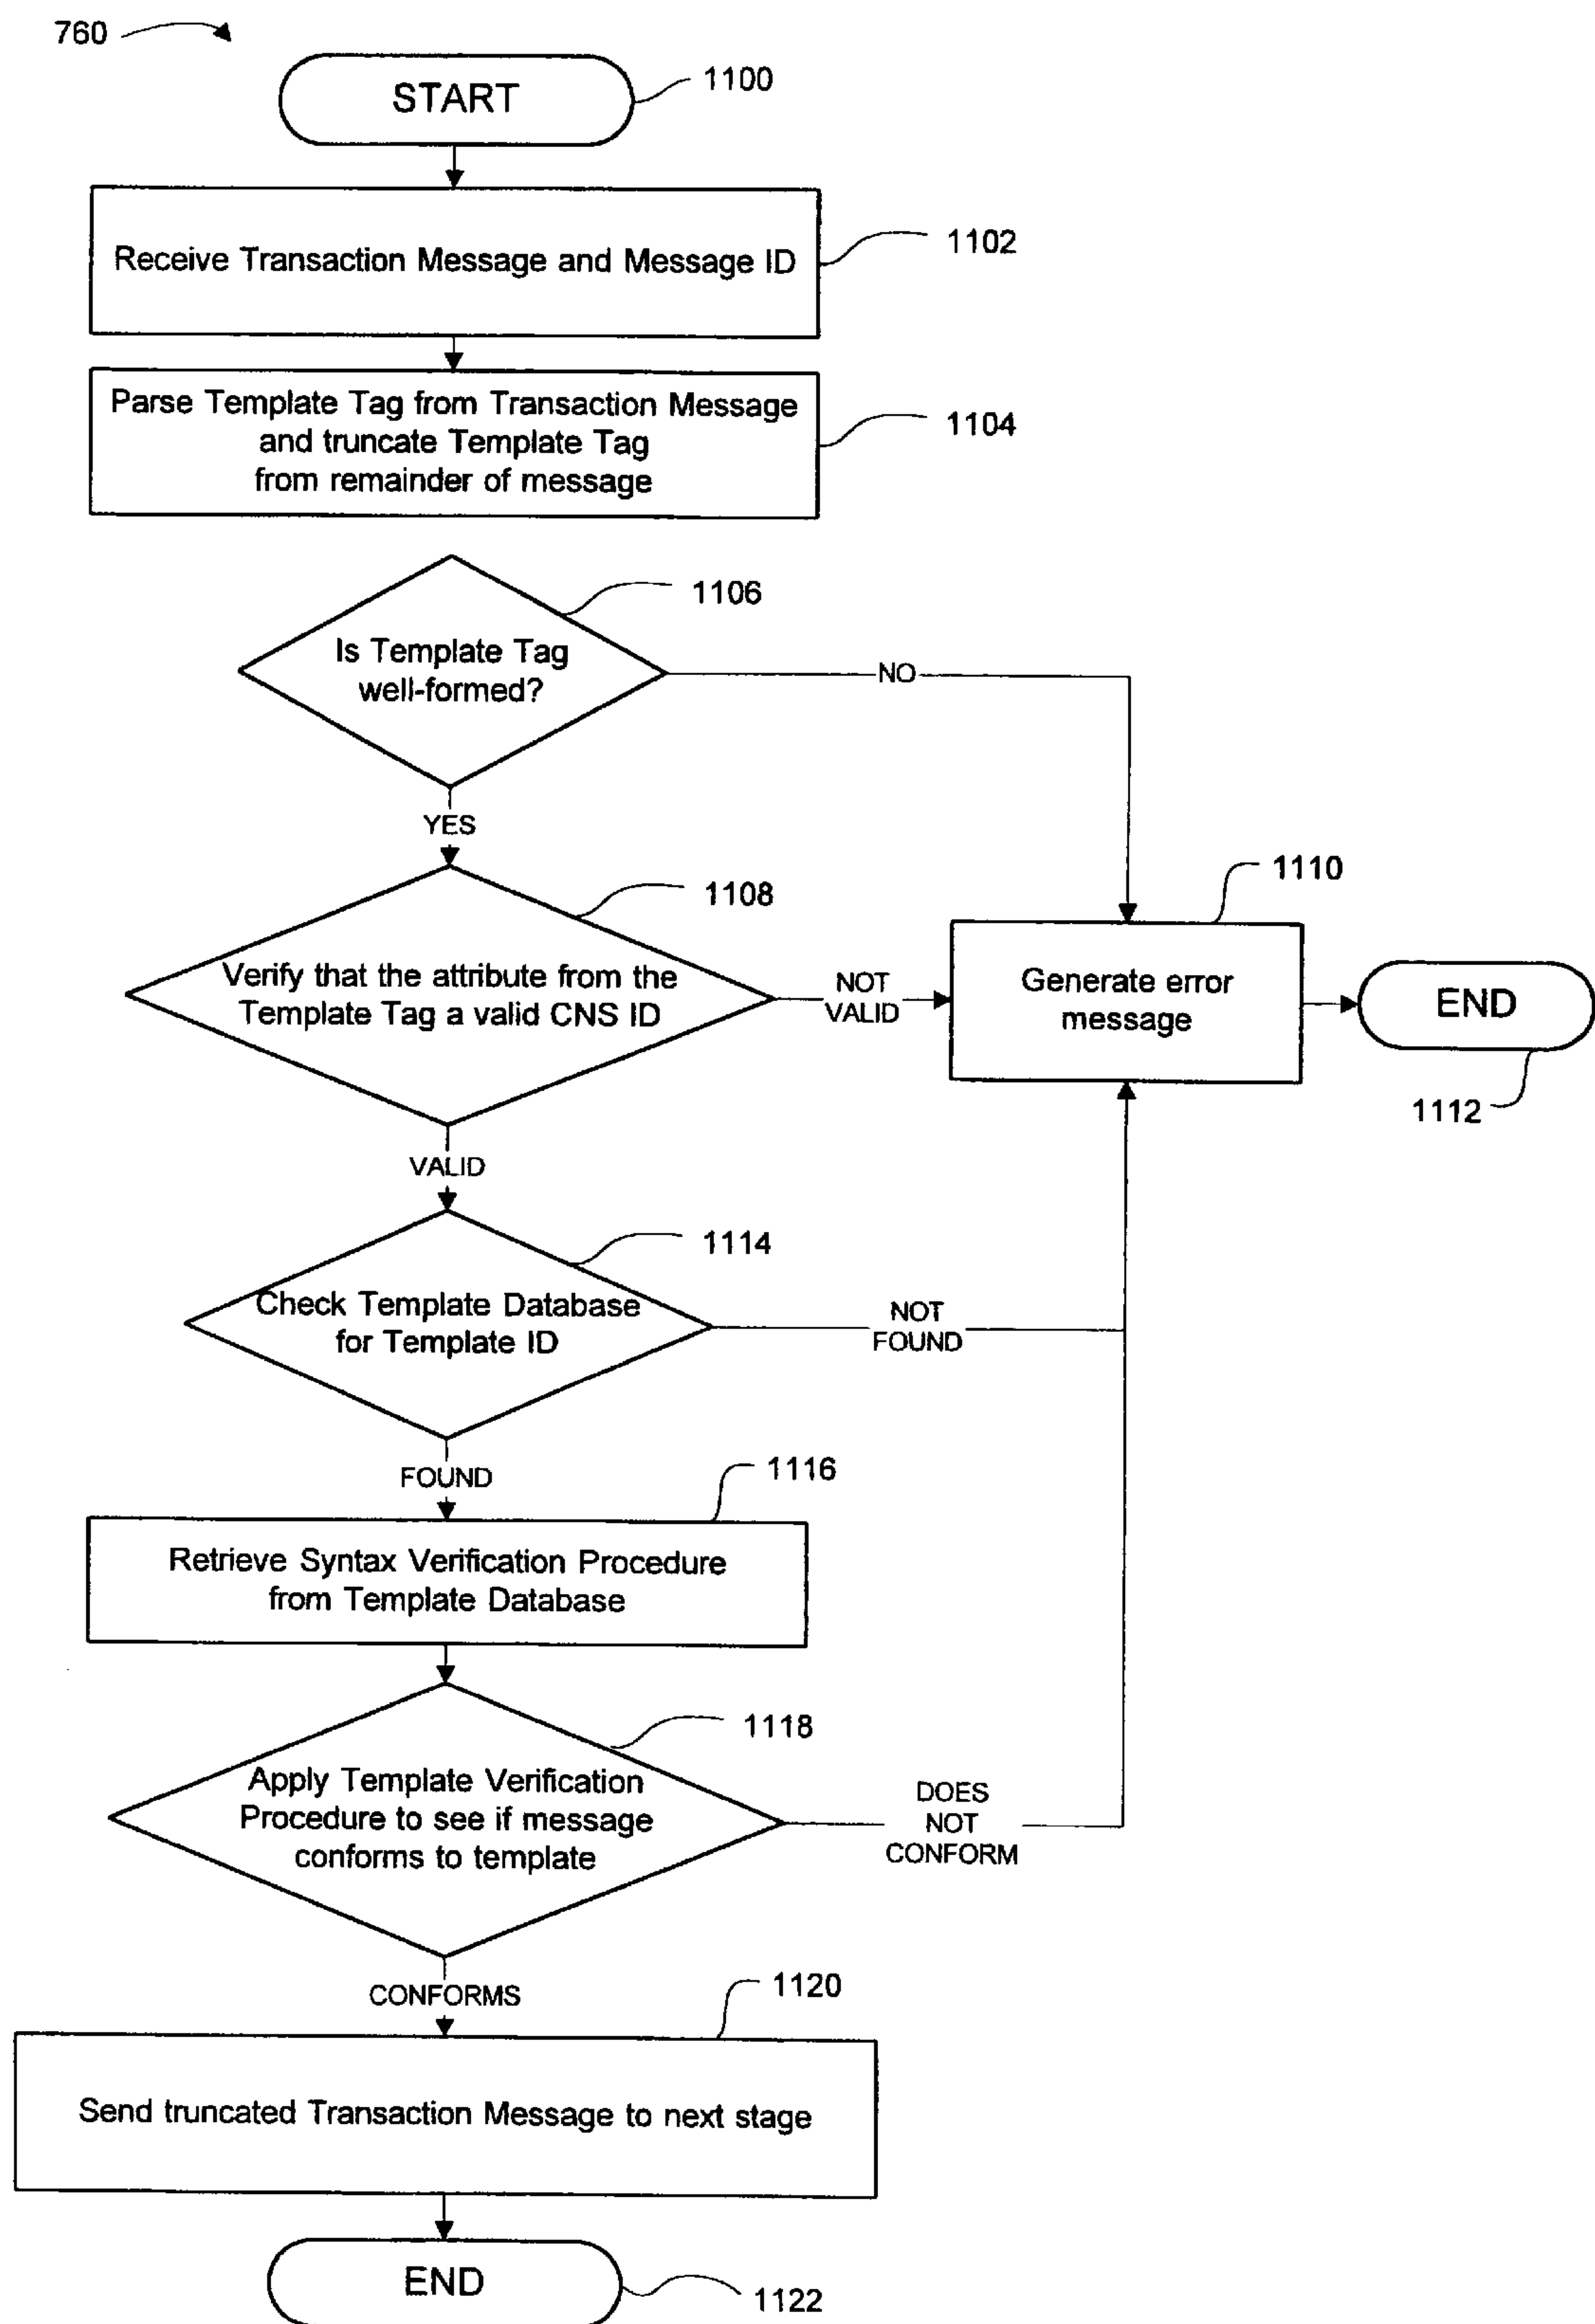 760
START
1100
Receive Transaction Message and Message ID
1102
Parse Template Tag from Transaction Message
and truncate Template Tag
from remainder of message
1104
Is Template Tag
well-formed?
1106
NO
YES
Verify that the attribute from the
Template Tag a valid CNS ID
1108
NOT
VALID
Generate error
message
1110
END
1112
VALID
Check Template Database
for Template ID
1114
NOT
FOUND
FOUND
Retrieve Syntax Verification Procedure
from Template Database
1116
Apply Template Verification
Procedure to see if message
conforms to template
1118
DOES
NOT
CONFORM
CONFORMS
Send truncated Transaction Message to next stage
1120
END
1122